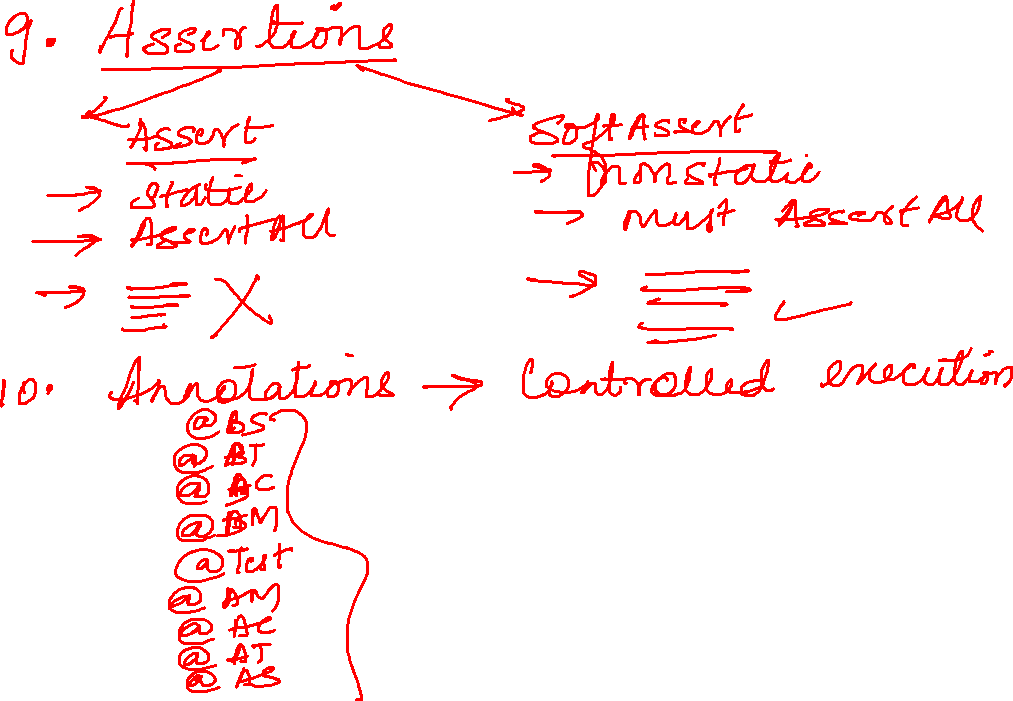 9. Assertions
Assert
SoftAssert
→ static
→ nonstatic
→ AssertAll
→ must AssertAll
→ X
→ ✓
10. Annotations → Controlled execution
@ BS
@ BT
@ AC
@ BM
@ Test
@ AM
@ AC
@ AT
@ AS